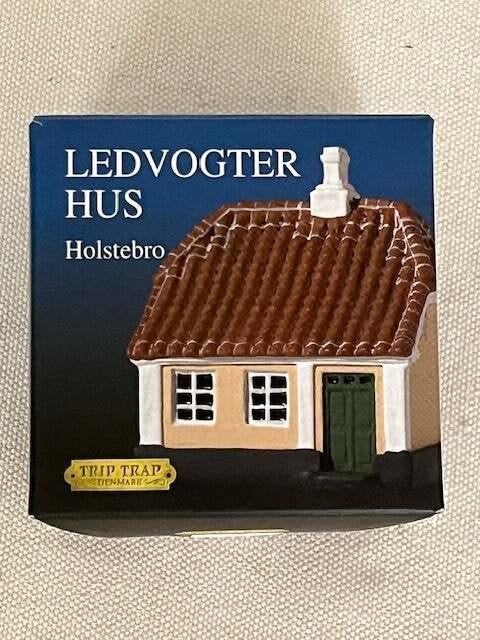 LEDVOGTER
HUS
Holstebro
TRIP TRAP
DENMARK